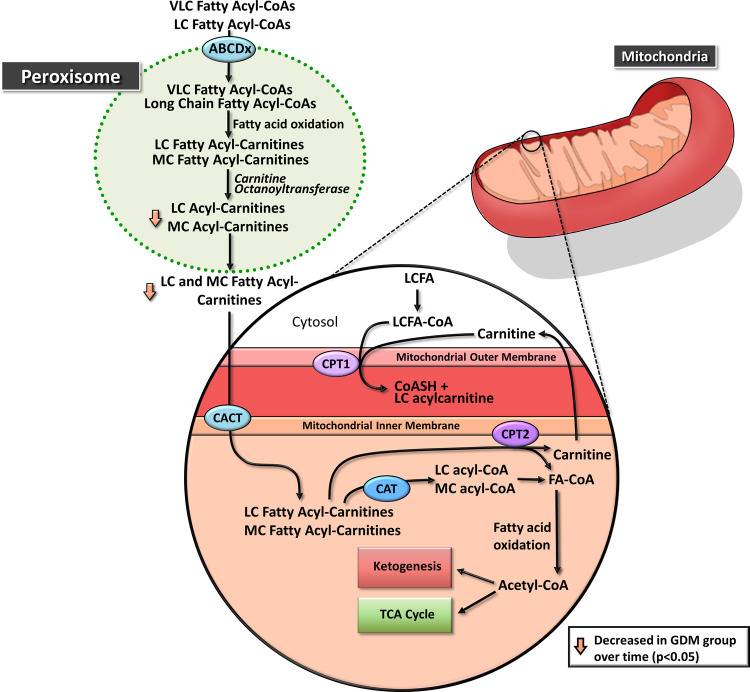 VLC Fatty Acyl-CoAs
LC Fatty Acyl-CoAs
ABCDx
Peroxisome
VLC Fatty Acyl-CoAs
Long Chain Fatty Acyl-CoAs
Fatty acid oxidation
LC Fatty Acyl-Carnitines
MC Fatty Acyl-Carnitines
Carnitine
Octanoyltransferase
LC Acyl-Carnitines
MC Acyl-Carnitines
LC and MC Fatty Acyl-
Carnitines
Mitochondria
LCFA
Cytosol
LCFA-CoA
Carnitine
Mitochondrial Outer Membrane
CPT1
CoASH +
LC acylcarnitine
CACT
Mitochondrial Inner Membrane
CPT2
Carnitine
LC acyl-CoA
MC acyl-CoA
FA-CoA
CAT
LC Fatty Acyl-Carnitines
MC Fatty Acyl-Carnitines
Fatty acid
oxidation
Ketogenesis
Acetyl-CoA
TCA Cycle
Decreased in GDM group
over time (p<0.05)